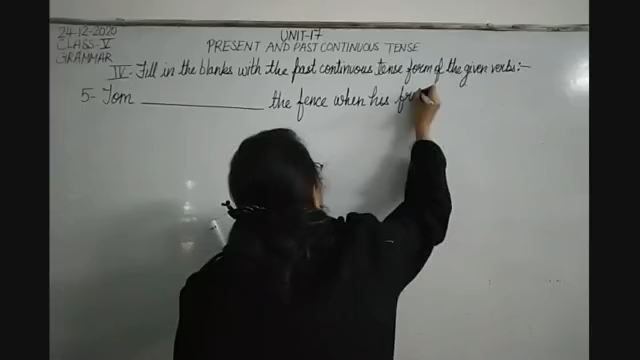 24-12-2020
CLASS-V
GRAMMAR
UNIT-17
PRESENT AND PAST CONTINUOUS TENSE
IV- Fill in the blanks with the past continuous tense form of the given verbs:-
5- Tom ____________ the fence when his